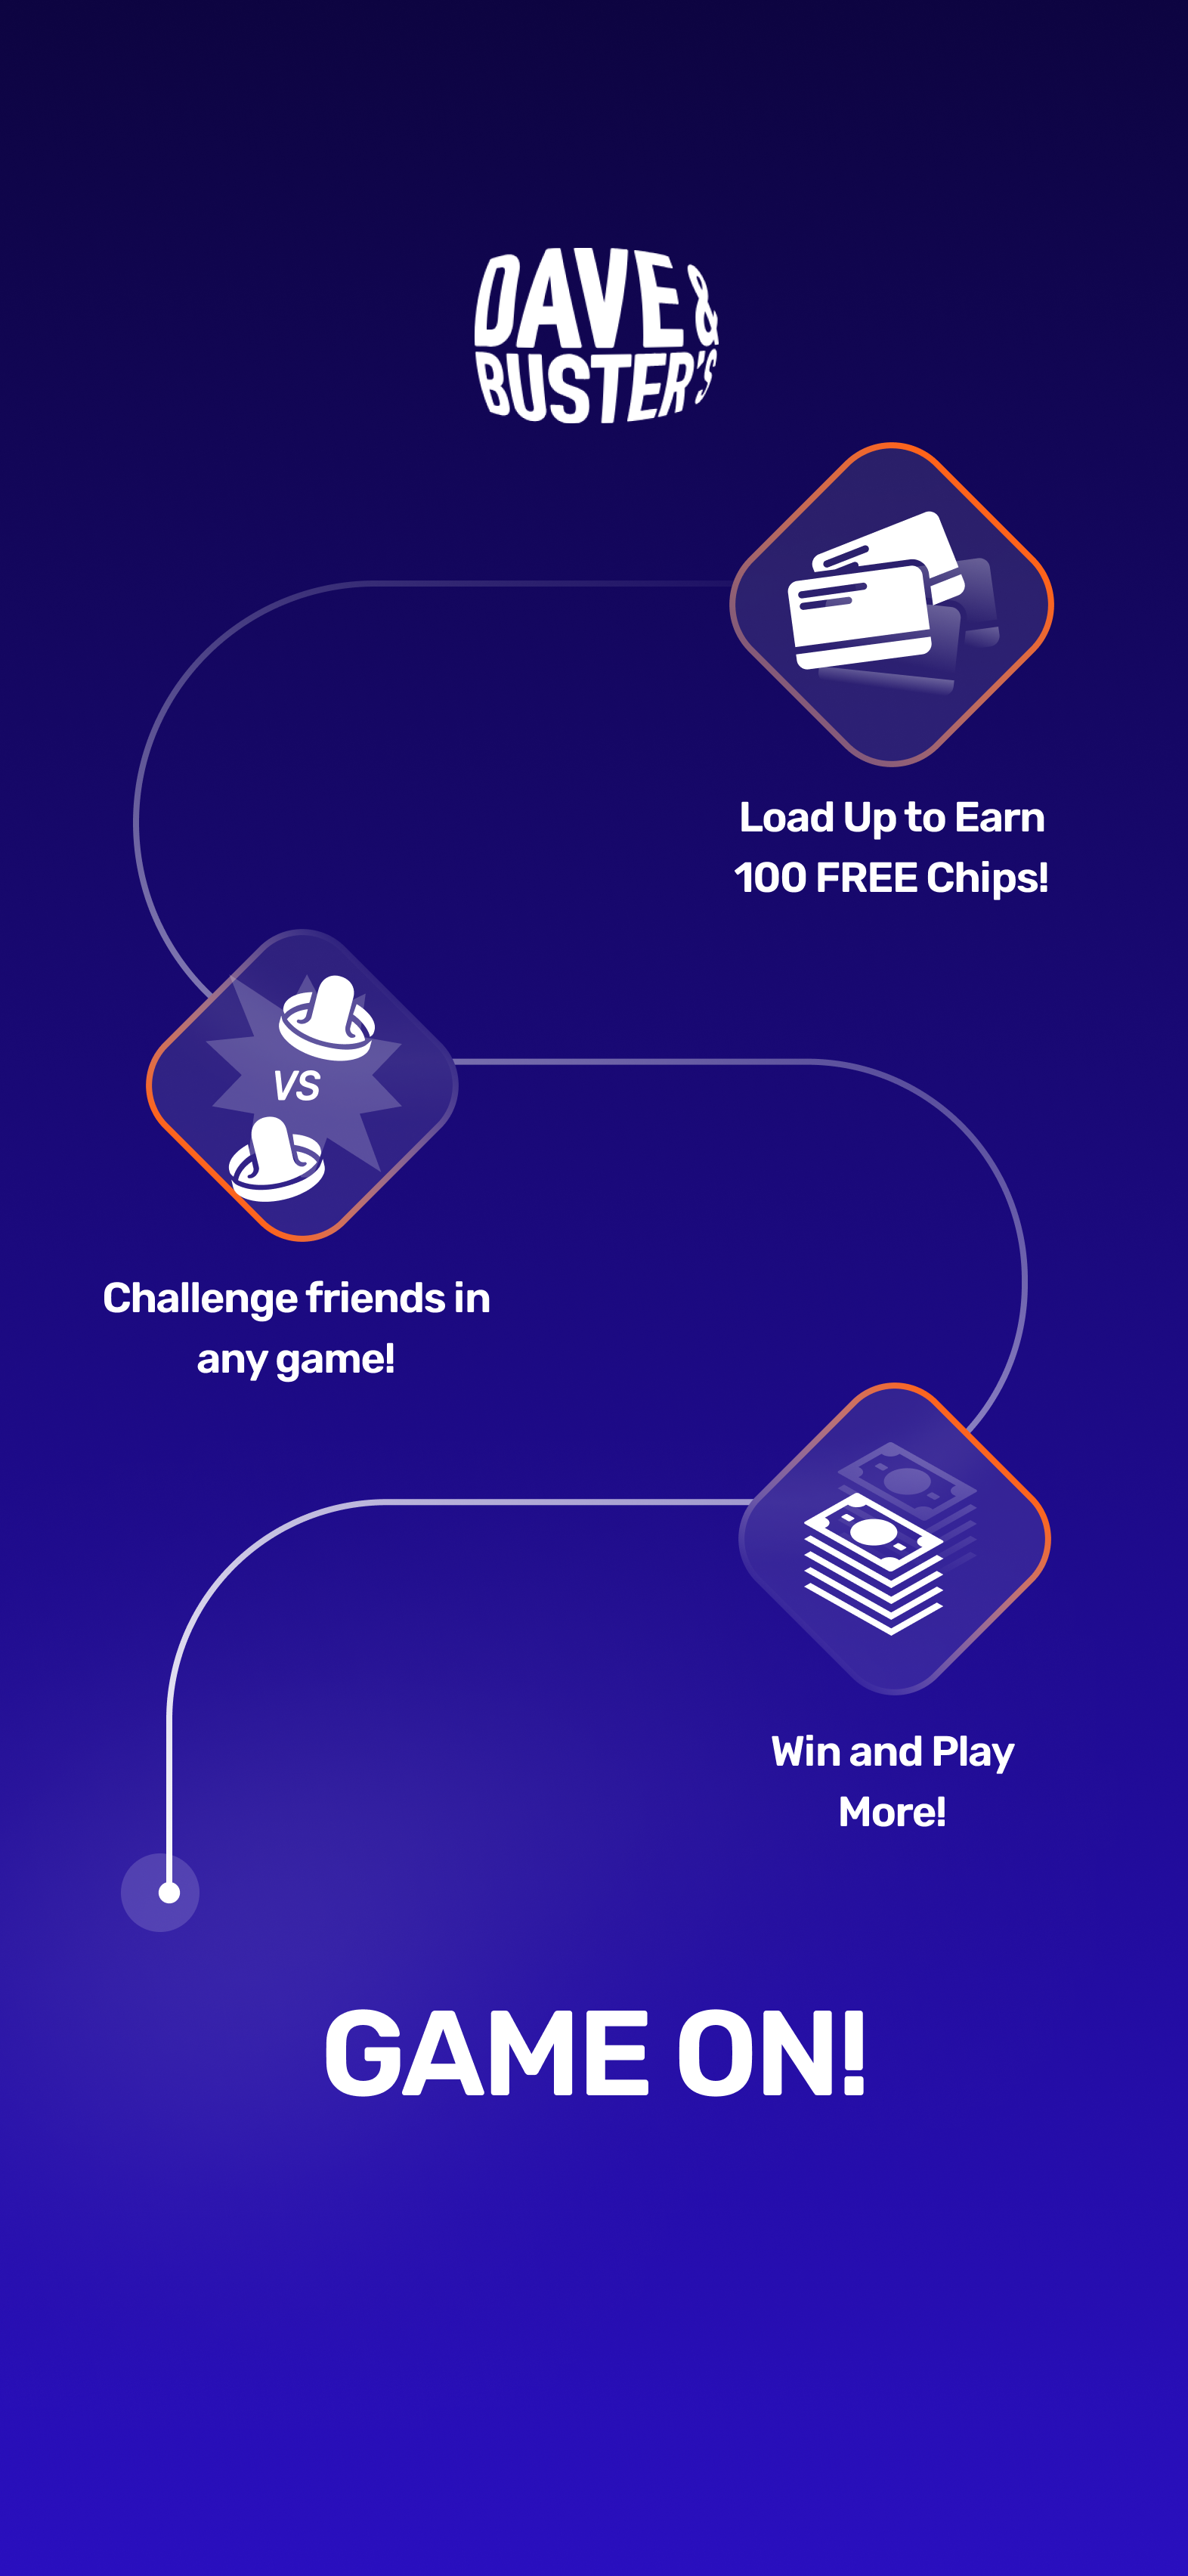 DAVE &
BUSTER'S
Load Up to Earn
100 FREE Chips!
VS
Challenge friends in
any game!
Win and Play
More!
GAME ON!